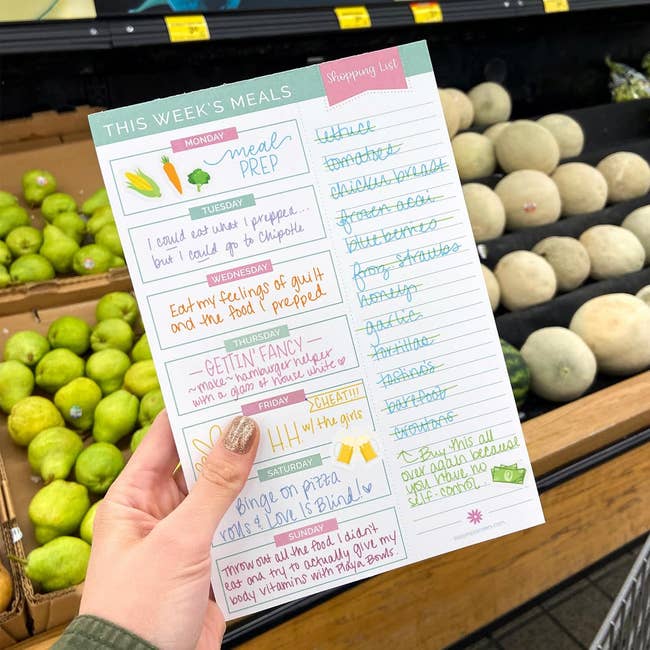 THIS WEEK'S MEALS
MONDAY
meal
PREP
TUESDAY
I could eat what I prepped...
but I could go to Chipotle
WEDNESDAY
Eat my feelings of guilt
and the food I prepped
THURSDAY
- GETTIN' FANCY -
~make~ hamburger helper
with a glass of house white
FRIDAY
CHEAT!!!
HH w/ the girls
SATURDAY
Binge on pizza
rolls & Love Is Blind!
SUNDAY
Throw out all the food I didn't
eat and try to actually give my
body vitamins with Playa Bowls.
Shopping List
lettuce
tomatoes
chicken breast
frozen acai
blueberries
froz straubs
honey
garlic
tortillas
tostinos
barefoot
croutons
Buy this all
over again because
you have no
self-control.